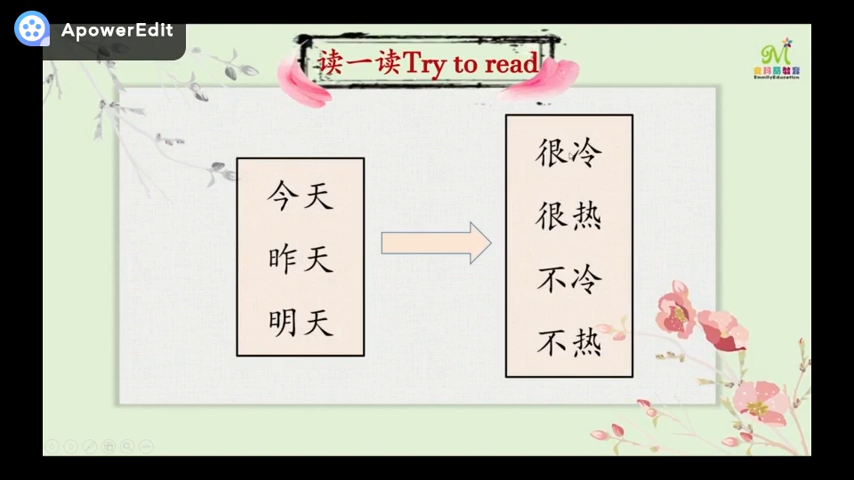 ApowerEdit
读一读Try to read
今天
昨天
明天
很冷
很热
不冷
不热